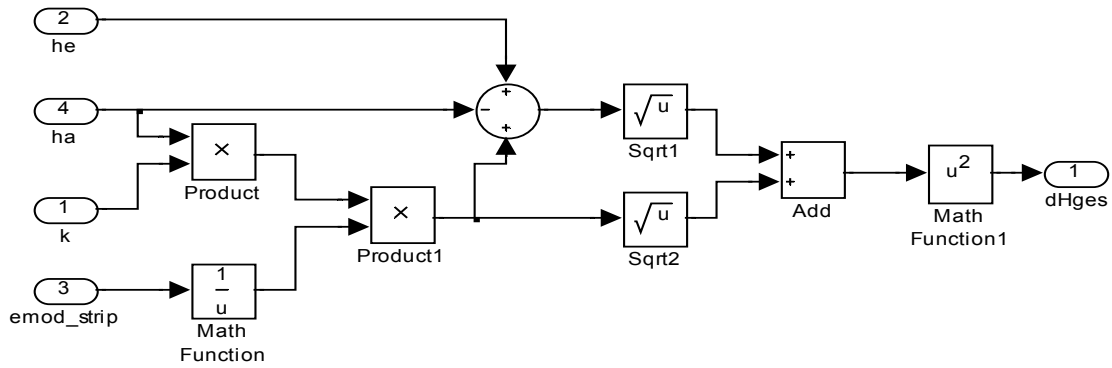 2
he
4
ha
×
Product
1
k
3
emod_strip
1
u
Math
Function
×
Product1
+
-
+
√u
Sqrt1
√u
Sqrt2
+
+
Add
u²
Math
Function1
1
dHges